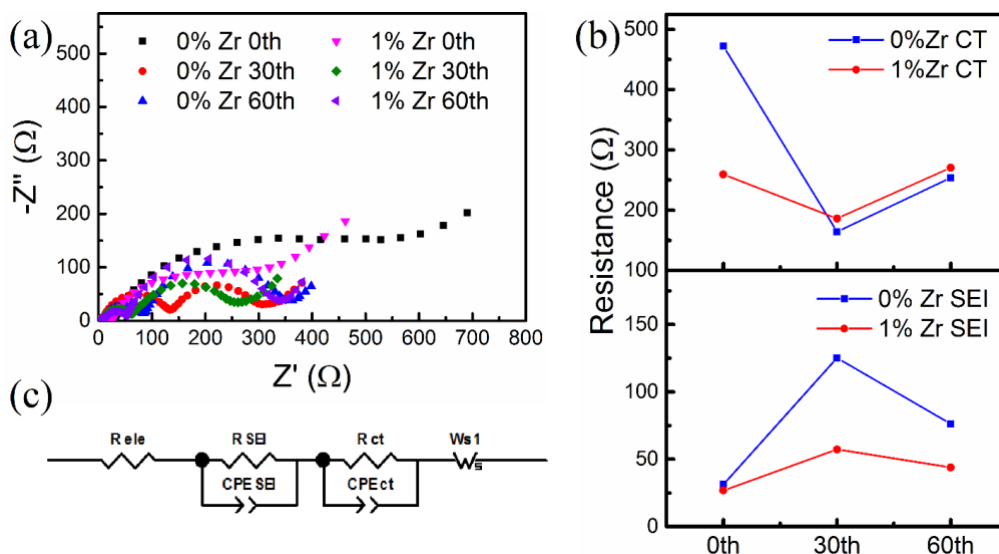 (a)
500
400
300
200
100
0
-Z'' (Ω)
0% Zr 0th
0% Zr 30th
0% Zr 60th
1% Zr 0th
1% Zr 30th
1% Zr 60th
0 100 200 300 400 500 600 700 800
Z' (Ω)
(b)
500
400
300
200
100
150
100
50
0
Resistance (Ω)
0%Zr CT
1%Zr CT
0% Zr SEI
1% Zr SEI
0th 30th 60th
(c)
R ele
R SEI
R ct
Ws1
CPE SEI
CPEct
s